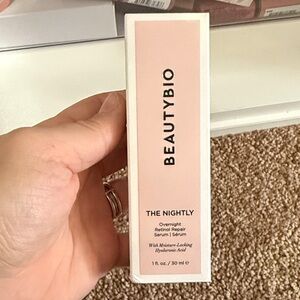 BEAUTYBIO
THE NIGHTLY
Overnight
Retinol Repair
Serum | Sérum
With Moisture-Locking
Hyaluronic Acid
1 fl. oz. / 30 ml ℮